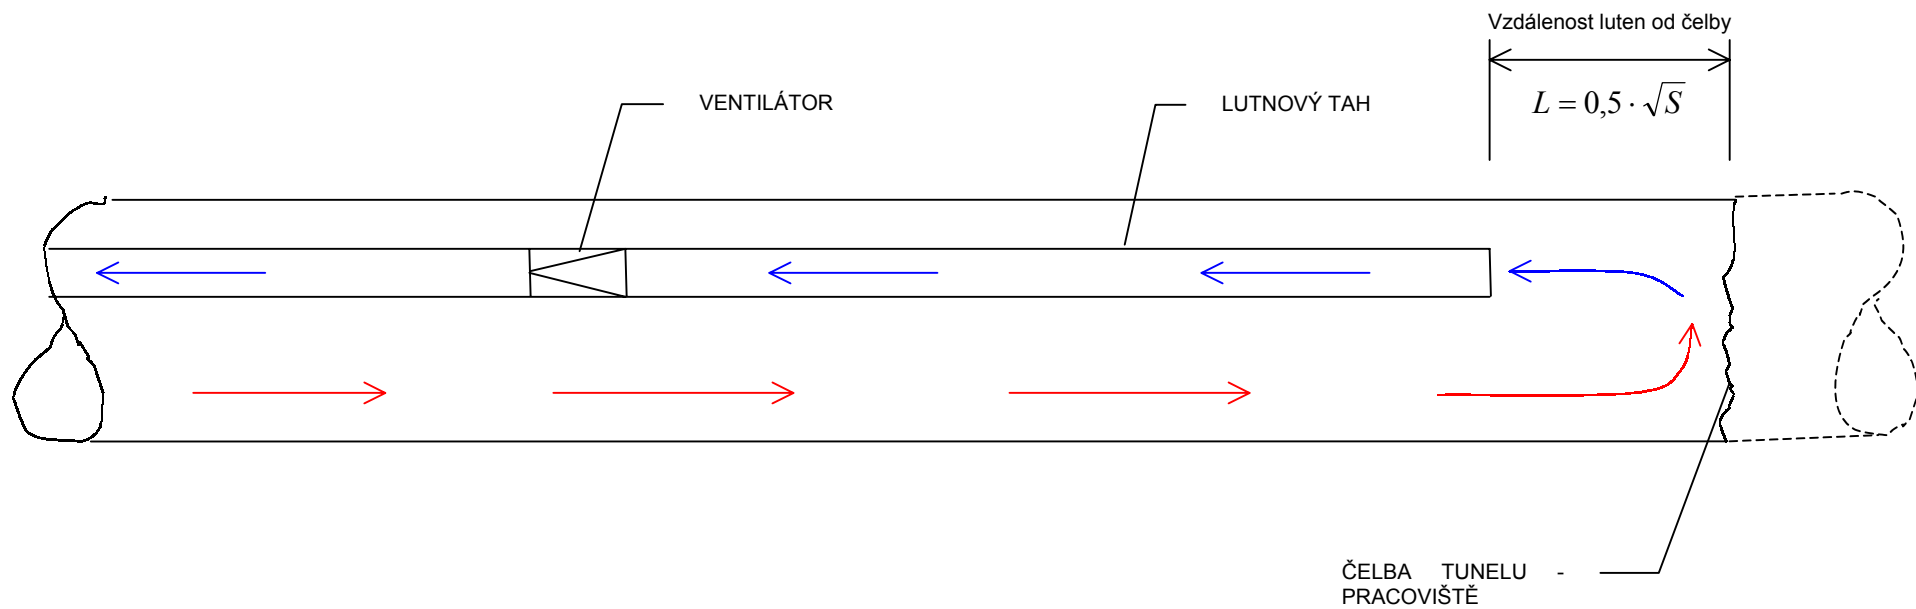 Vzdálenost luten od čelby
VENTILÁTOR
LUTNOVÝ TAH
L = 0,5 · √S
ČELBA TUNELU -
PRACOVIŠTĚ